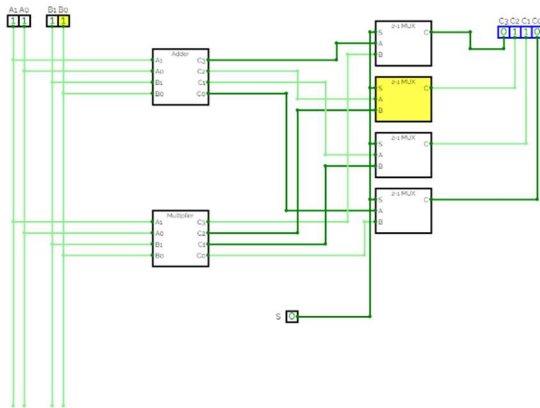 A1 A0 B1 B0
1 1 1 1
C3 C2 C1 C0
0 1 1 0
2-1 MUX
S
A
B
C
Adder
A1
A0
B1
B0
C3
C2
C1
C0
2-1 MUX
S
A
B
C
2-1 MUX
S
A
B
C
2-1 MUX
S
A
B
C
Multiplier
A1
A0
B1
B0
C3
C2
C1
C0
S 0